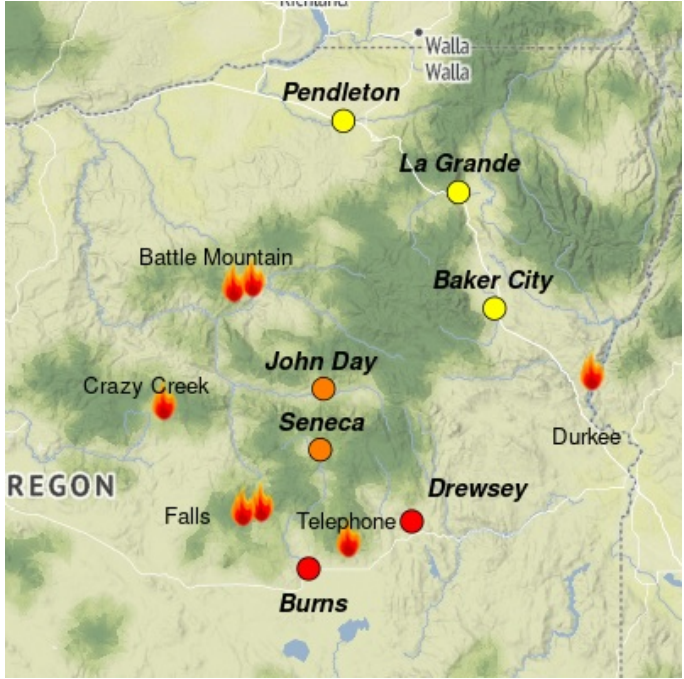 Richland
Walla
Walla
Pendleton
La Grande
Battle Mountain
Baker City
John Day
Crazy Creek
Seneca
Durkee
REGON
Drewsey
Falls
Telephone
Burns